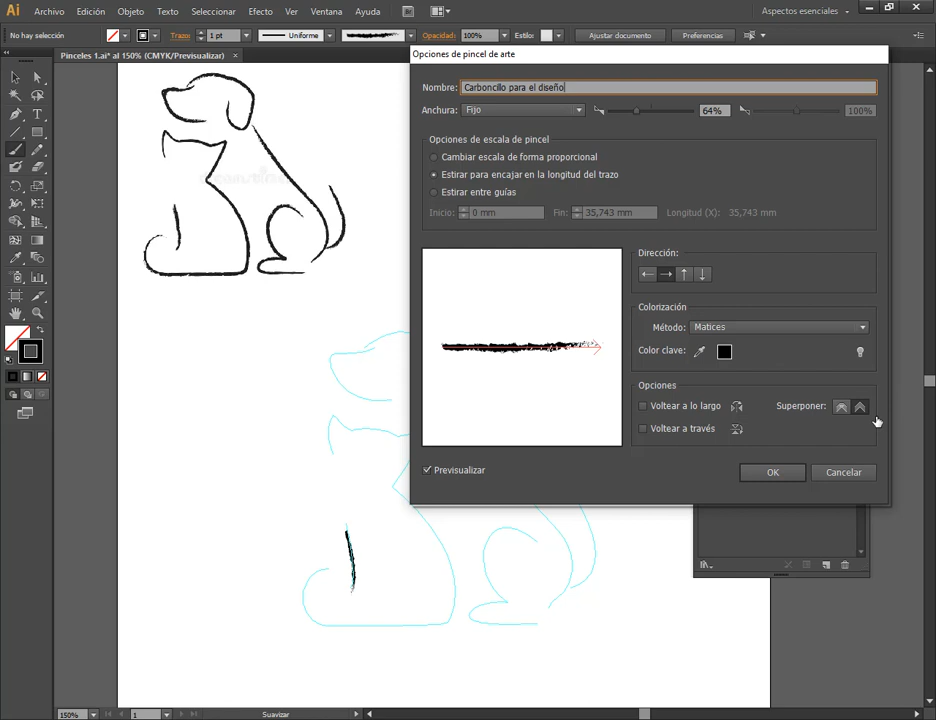 Ai Archivo Edición Objeto Texto Seleccionar Efecto Ver Ventana Ayuda Br Aspectos esenciales
No hay selección Trazo: 1 pt Uniforme Opacidad: 100% Estilo: Ajustar documento Preferencias
Pinceles 1.ai* al 150% (CMYK/Previsualizar) ×
Opciones de pincel de arte
Nombre: Carboncillo para el diseño
Anchura: Fijo 64% 100%
Opciones de escala de pincel
Cambiar escala de forma proporcional
Estirar para encajar en la longitud del trazo
Estirar entre guías
Inicio: 0 mm Fin: 35,743 mm Longitud (X): 35,743 mm
Dirección:
Colorización
Método: Matices
Color clave:
Opciones
Voltear a lo largo Superponer:
Voltear a través
Previsualizar OK Cancelar
150% 1 Suavizar